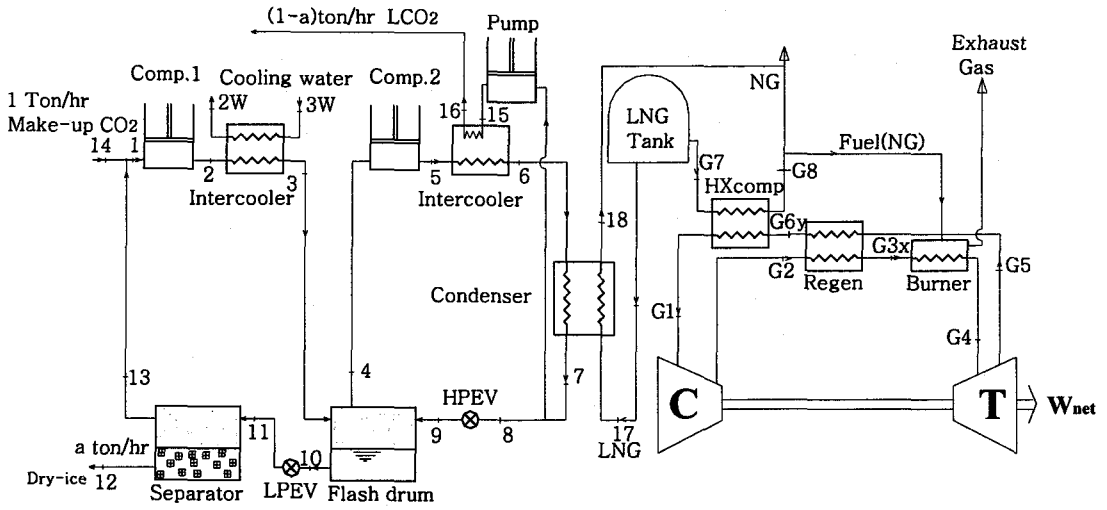 (1-a)ton/hr LCO2
Pump
Comp.1
Cooling water
2W
3W
Comp.2
16
15
1 Ton/hr
Make-up CO2
14
1
2
3
Intercooler
5
6
Intercooler
LNG
Tank
NG
Exhaust
Gas
Fuel(NG)
G7
G8
HXcomp
G6y
G3x
G2
G5
Regen
Burner
18
Condenser
G1
G4
13
4
7
HPEV
C
T
Wnet
11
9
8
17
LNG
a ton/hr
10
Dry-ice
12
Separator
LPEV
Flash drum